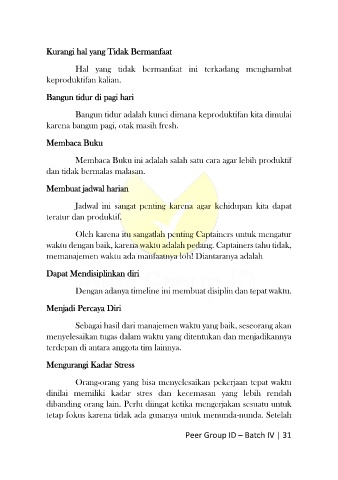 Kurangi hal yang Tidak Bermanfaat
Hal yang tidak bermanfaat ini terkadang menghambat
keproduktifan kalian.
Bangun tidur di pagi hari
Bangun tidur adalah kunci dimana keproduktifan kita dimulai
karena bangun pagi, otak masih fresh.
Membaca Buku
Membaca Buku ini adalah salah satu cara agar lebih produktif
dan tidak bermalas malasan.
Membuat jadwal harian
Jadwal ini sangat penting karena agar kehidupan kita dapat
teratur dan produktif.
Oleh karena itu sangatlah penting Captainers untuk mengatur
waktu dengan baik, karena waktu adalah pedang. Captainers tahu tidak,
memanajemen waktu ada manfaatnya loh! Diantaranya adalah
Dapat Mendisiplinkan diri
Dengan adanya timeline ini membuat disiplin dan tepat waktu.
Menjadi Percaya Diri
Sebagai hasil dari manajemen waktu yang baik, seseorang akan
menyelesaikan tugas dalam waktu yang ditentukan dan menjadikannya
terdepan di antara anggota tim lainnya.
Mengurangi Kadar Stress
Orang-orang yang bisa menyelesaikan pekerjaan tepat waktu
dinilai memiliki kadar stres dan kecemasan yang lebih rendah
dibanding orang lain. Perlu diingat ketika mengerjakan sesuatu untuk
tetap fokus karena tidak ada gunanya untuk menunda-nunda. Setelah
Peer Group ID – Batch IV | 31